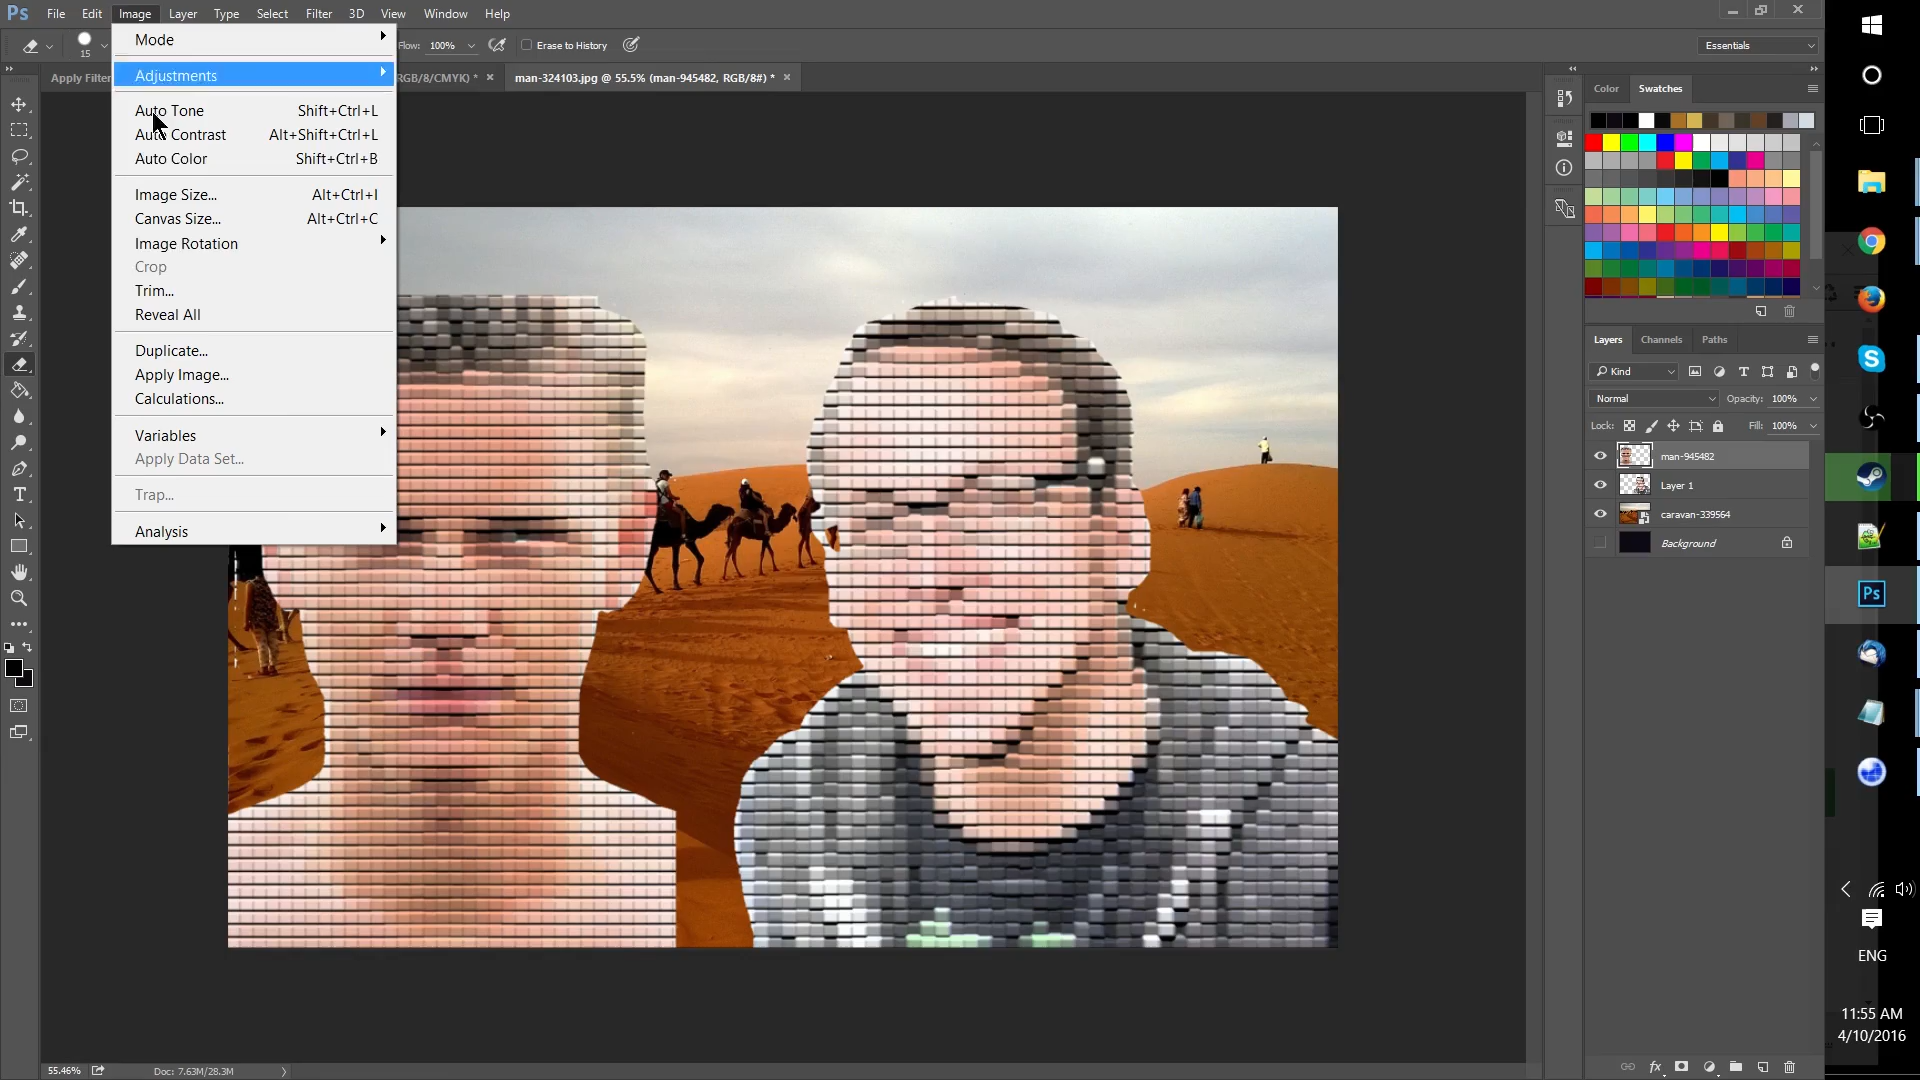 Ps File Edit Image Layer Type Select Filter 3D View Window Help
15 Flow: 100% Erase to History Essentials
Apply Filter RGB/8/CMYK) * × man-324103.jpg @ 55.5% (man-945482, RGB/8#) * ×
Mode
Adjustments
Auto Tone Shift+Ctrl+L
Auto Contrast Alt+Shift+Ctrl+L
Auto Color Shift+Ctrl+B
Image Size... Alt+Ctrl+I
Canvas Size... Alt+Ctrl+C
Image Rotation
Crop
Trim...
Reveal All
Duplicate...
Apply Image...
Calculations...
Variables
Apply Data Set...
Trap...
Analysis
Color Swatches
Layers Channels Paths
Kind
Normal Opacity: 100%
Lock: Fill: 100%
man-945482
Layer 1
caravan-339564
Background
Ps
ENG
11:55 AM
4/10/2016
55.46% Doc: 7.63M/28.3M